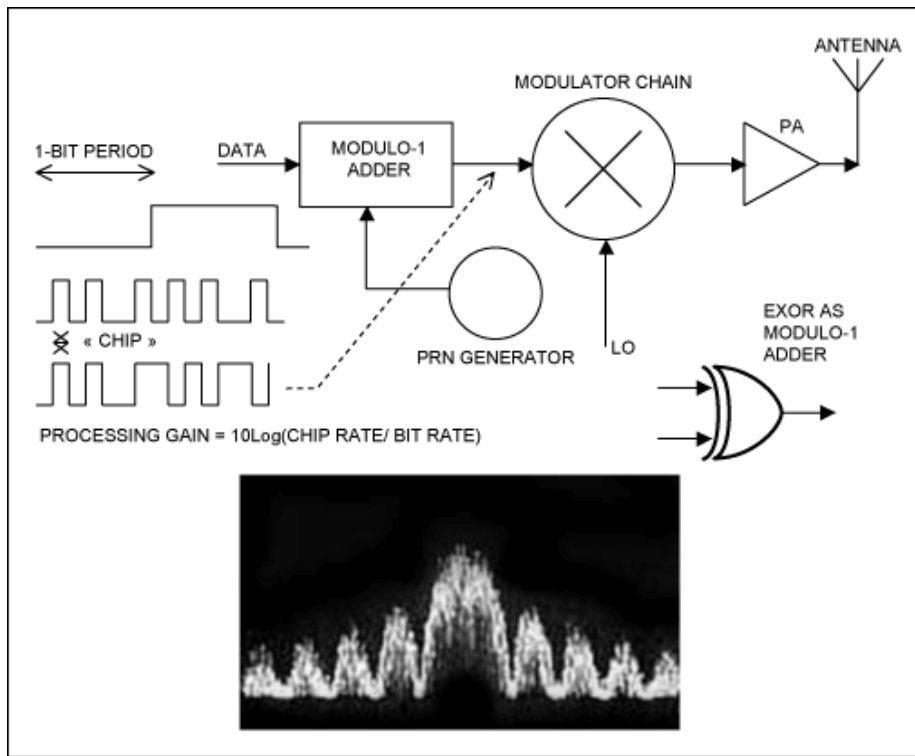 ANTENNA
MODULATOR CHAIN
PA
1-BIT PERIOD
DATA
MODULO-1
ADDER
« CHIP »
PRN GENERATOR
LO
EXOR AS
MODULO-1
ADDER
PROCESSING GAIN = 10Log(CHIP RATE/ BIT RATE)